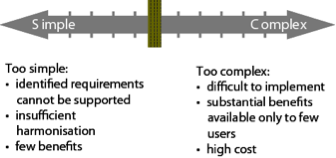 Simple Complex
Too simple:
• identified requirements
cannot be supported
• insufficient
harmonisation
• few benefits
Too complex:
• difficult to implement
• substantial benefits
available only to few
users
• high cost